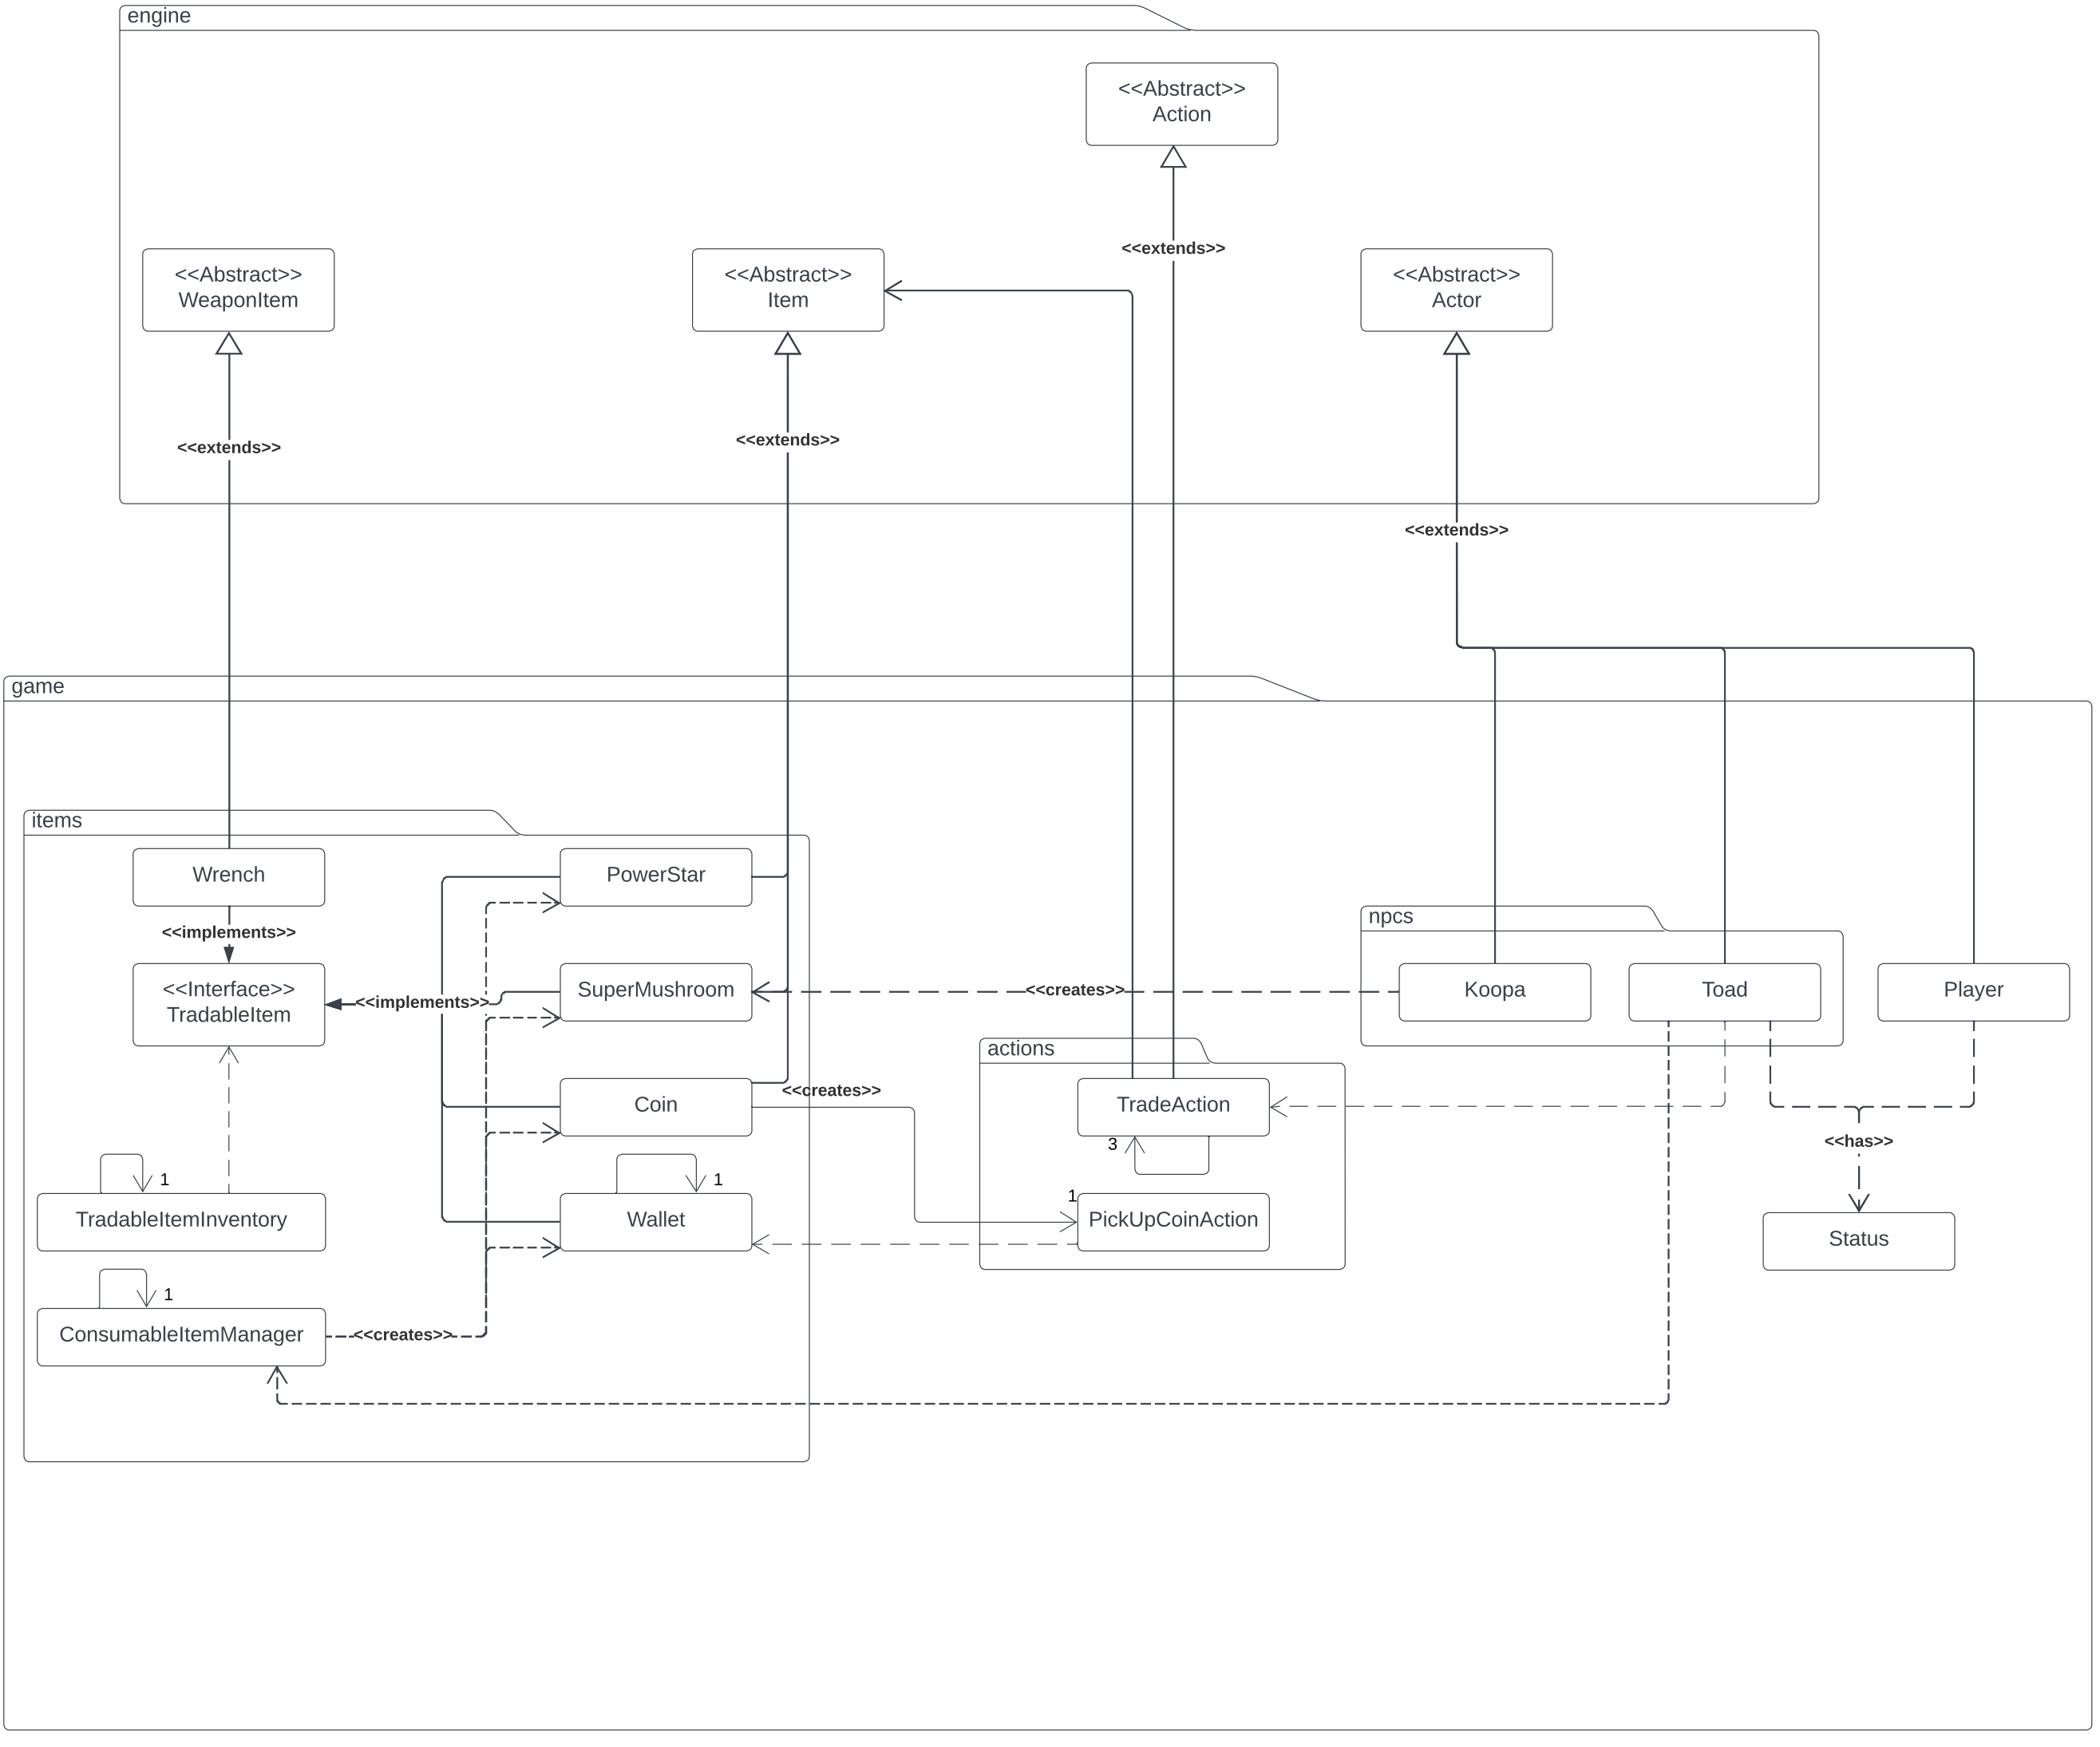 engine
<<Abstract>>
Action
<<extends>>
<<Abstract>>
WeaponItem
<<Abstract>>
Item
<<Abstract>>
Actor
<<extends>>
<<extends>>
<<extends>>
game
items
Wrench
PowerStar
<<implements>>
npcs
<<Interface>>
TradableItem
<<implements>>
SuperMushroom
<<creates>>
Koopa
Toad
Player
actions
Coin
<<creates>>
TradeAction
3
<<has>>
1
TradableItemInventory
1
Wallet
1
PickUpCoinAction
Status
1
ConsumableItemManager
<<creates>>